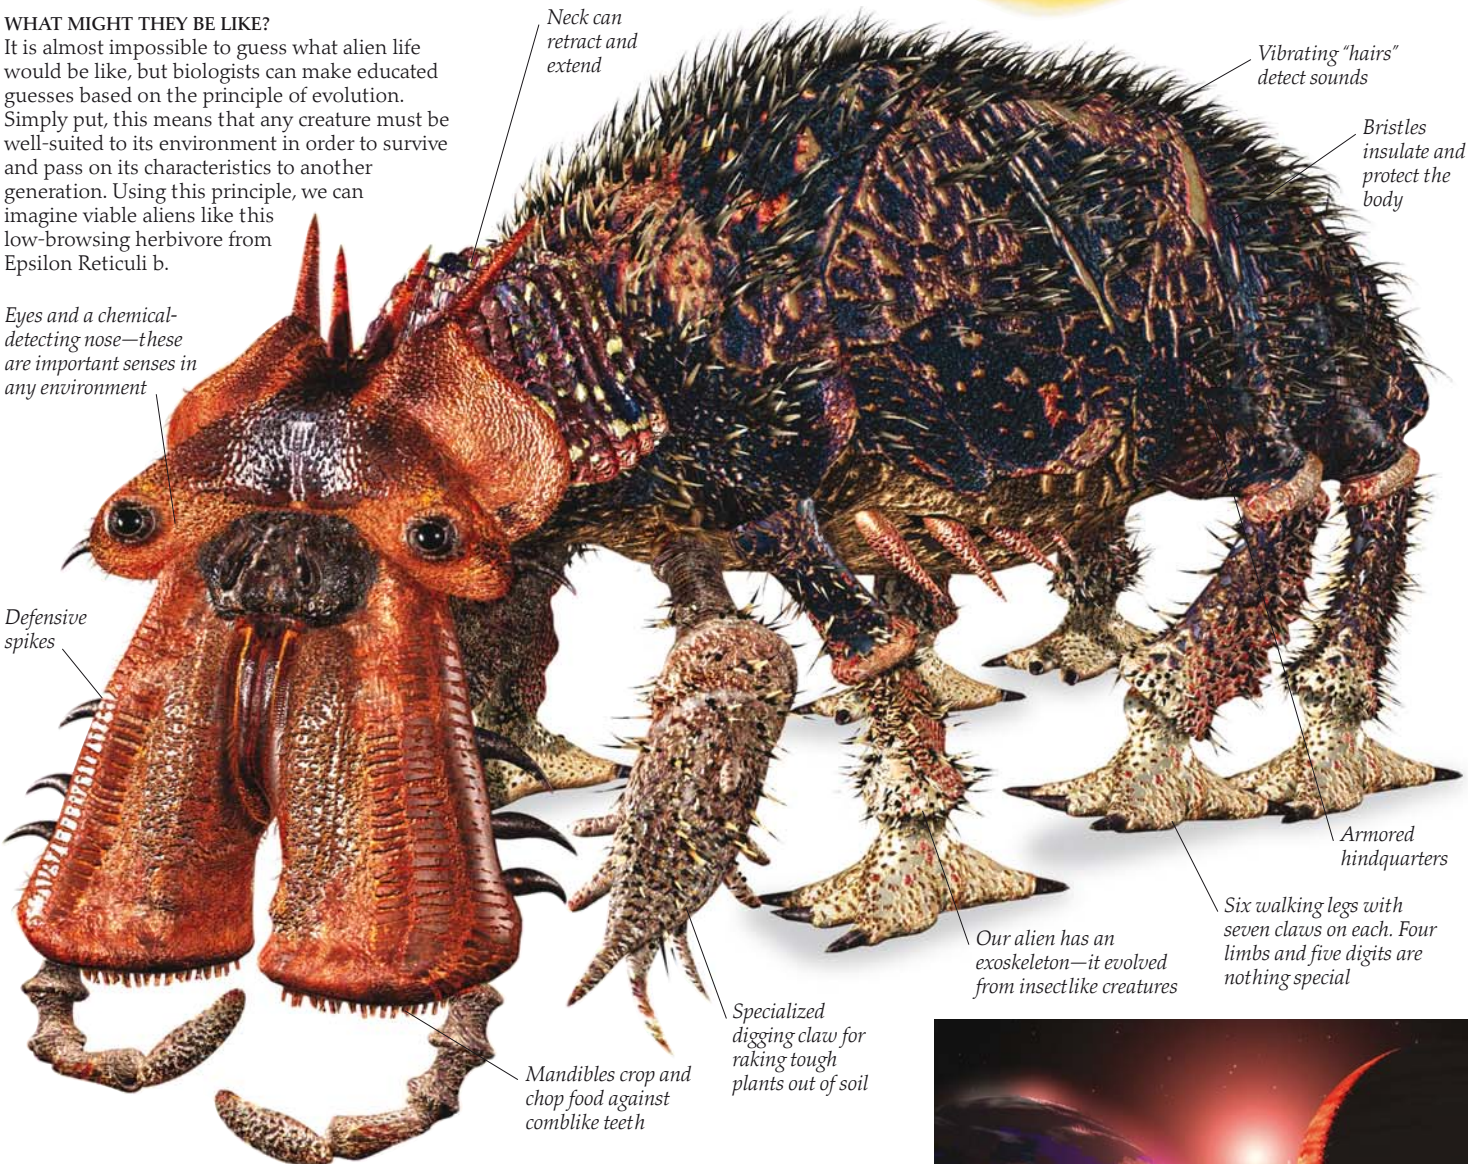 WHAT MIGHT THEY BE LIKE?
It is almost impossible to guess what alien life
would be like, but biologists can make educated
guesses based on the principle of evolution.
Simply put, this means that any creature must be
well-suited to its environment in order to survive
and pass on its characteristics to another
generation. Using this principle, we can
imagine viable aliens like this
low-browsing herbivore from
Epsilon Reticuli b.
Neck can
retract and
extend
Vibrating “hairs”
detect sounds
Bristles
insulate and
protect the
body
Eyes and a chemical-
detecting nose—these
are important senses in
any environment
Defensive
spikes
Armored
hindquarters
Six walking legs with
seven claws on each. Four
limbs and five digits are
nothing special
Our alien has an
exoskeleton—it evolved
from insectlike creatures
Specialized
digging claw for
raking tough
plants out of soil
Mandibles crop and
chop food against
comblike teeth